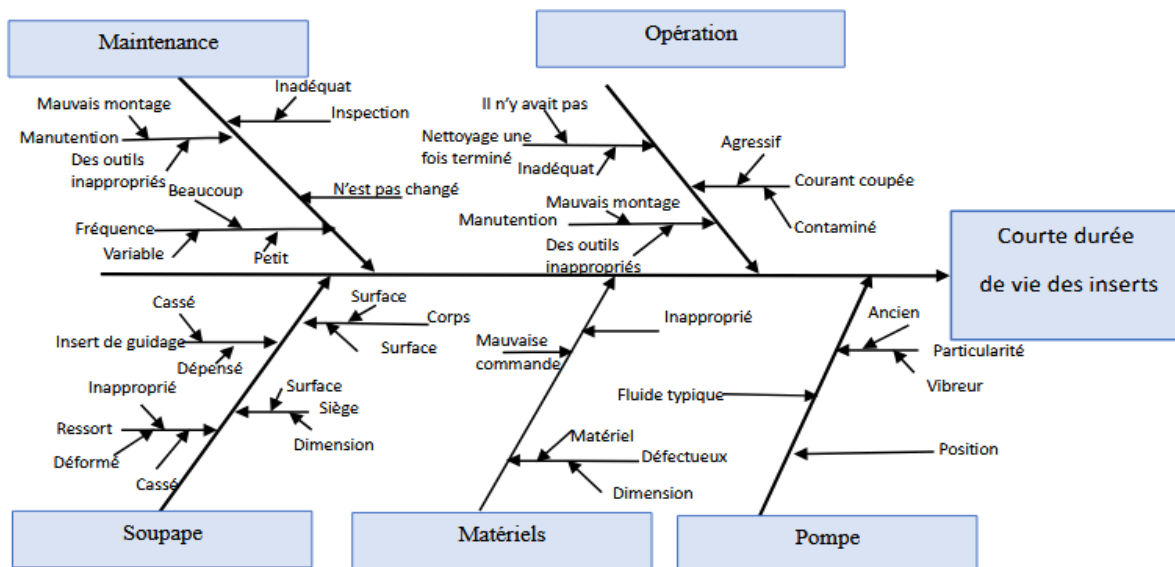 Maintenance
Opération
Inadéquat
Mauvais montage
Inspection
Manutention
Des outils
inappropriés
Beaucoup
N'est pas changé
Fréquence
Variable
Petit
Il n'y avait pas
Nettoyage une
fois terminé
Inadéquat
Agressif
Courant coupée
Contaminé
Mauvais montage
Manutention
Des outils
inappropriés
Courte durée
de vie des inserts
Cassé
Surface
Corps
Insert de guidage
Surface
Dépensé
Inapproprié
Surface
Siège
Ressort
Dimension
Déformé
Cassé
Inapproprié
Mauvaise
commande
Matériel
Défectueux
Dimension
Ancien
Particularité
Vibreur
Fluide typique
Position
Soupape
Matériels
Pompe